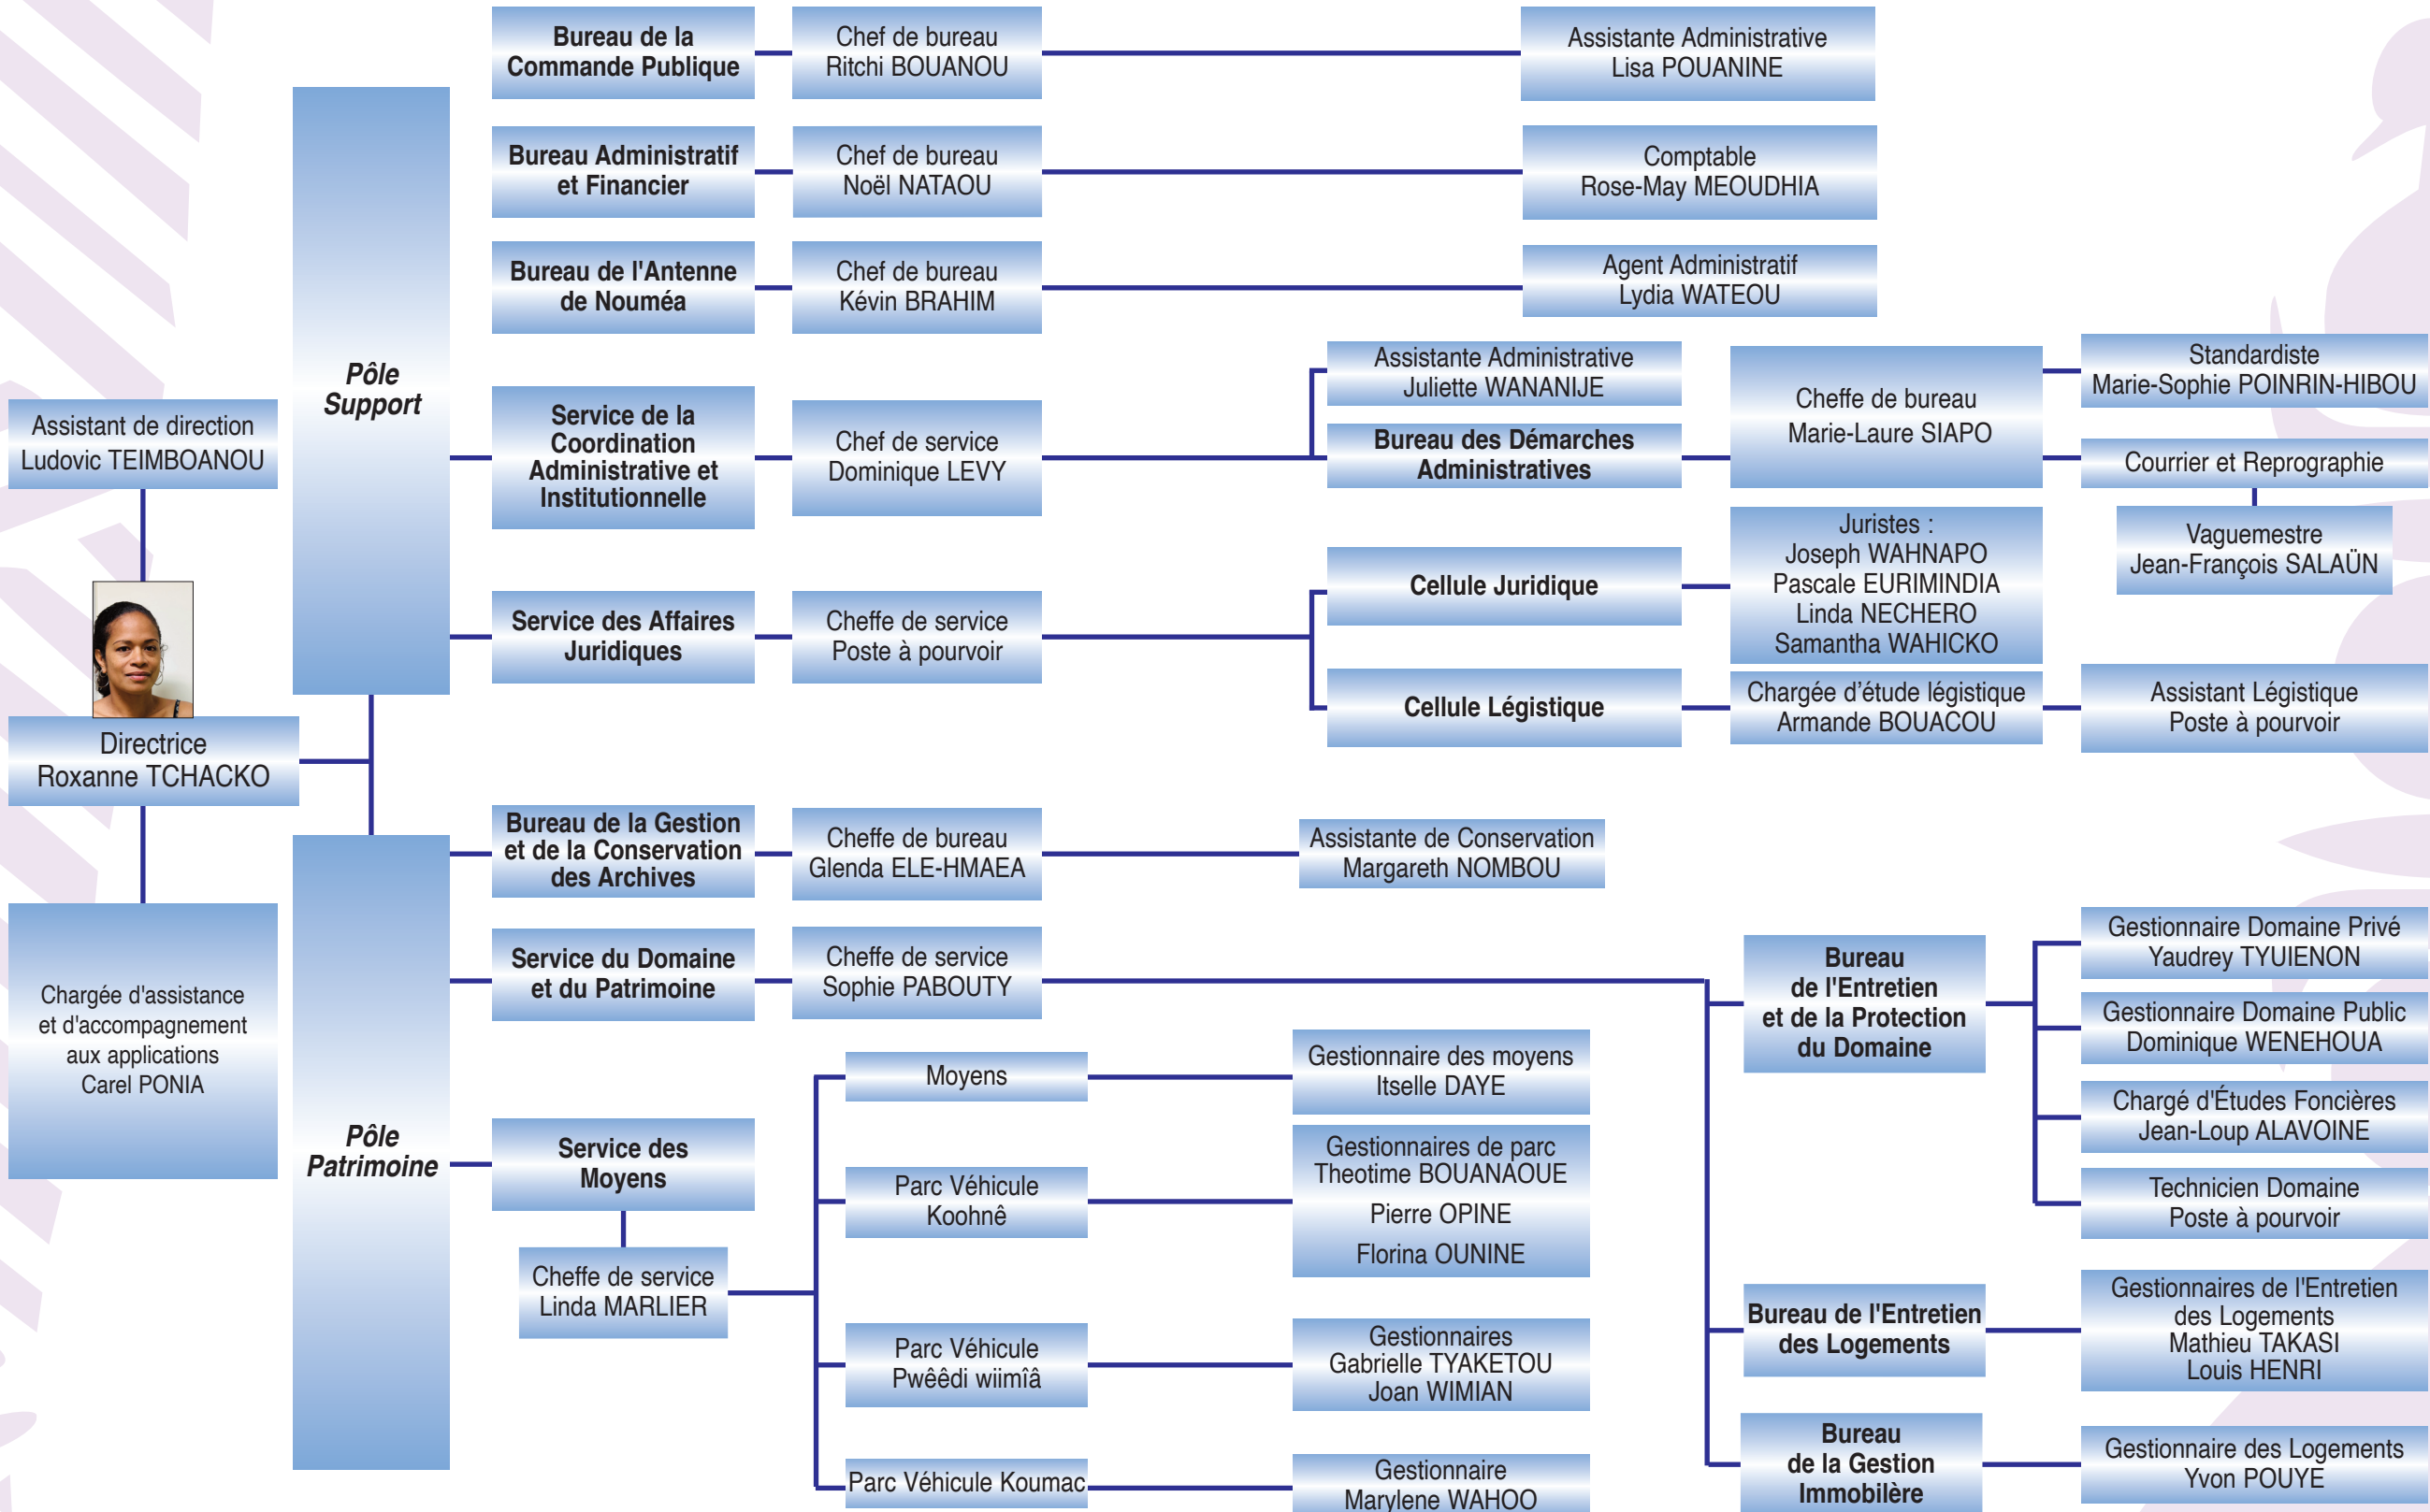 Bureau de la
Commande Publique
Chef de bureau
Ritchi BOUANOU
Assistante Administrative
Lisa POUANINE
Bureau Administratif
et Financier
Chef de bureau
Noël NATAOU
Comptable
Rose-May MEOUDHIA
Bureau de l'Antenne
de Nouméa
Chef de bureau
Kévin BRAHIM
Agent Administratif
Lydia WATEOU
Pôle
Support
Assistant de direction
Ludovic TEIMBOANOU
Service de la
Coordination
Administrative et
Institutionnelle
Chef de service
Dominique LEVY
Assistante Administrative
Juliette WANANIJE
Bureau des Démarches
Administratives
Cheffe de bureau
Marie-Laure SIAPO
Standardiste
Marie-Sophie POINRIN-HIBOU
Courrier et Reprographie
Vaguemestre
Jean-François SALAÜN
Service des Affaires
Juridiques
Cheffe de service
Poste à pourvoir
Cellule Juridique
Juristes :
Joseph WAHNAPO
Pascale EURIMINDIA
Linda NECHERO
Samantha WAHICKO
Cellule Légistique
Chargée d’étude légistique
Armande BOUACOU
Assistant Légistique
Poste à pourvoir
Directrice
Roxanne TCHACKO
Chargée d'assistance
et d'accompagnement
aux applications
Carel PONIA
Pôle
Patrimoine
Bureau de la Gestion
et de la Conservation
des Archives
Cheffe de bureau
Glenda ELE-HMAEA
Assistante de Conservation
Margareth NOMBOU
Service du Domaine
et du Patrimoine
Cheffe de service
Sophie PABOUTY
Bureau
de l'Entretien
et de la Protection
du Domaine
Gestionnaire Domaine Privé
Yaudrey TYUIENON
Gestionnaire Domaine Public
Dominique WENEHOUA
Chargé d'Études Foncières
Jean-Loup ALAVOINE
Technicien Domaine
Poste à pourvoir
Bureau de l'Entretien
des Logements
Gestionnaires de l'Entretien
des Logements
Mathieu TAKASI
Louis HENRI
Bureau
de la Gestion
Immobilère
Gestionnaire des Logements
Yvon POUYE
Service des
Moyens
Cheffe de service
Linda MARLIER
Moyens
Gestionnaire des moyens
Itselle DAYE
Parc Véhicule
Koohnê
Gestionnaires de parc
Theotime BOUANAOUE
Pierre OPINE
Florina OUNINE
Parc Véhicule
Pwêêdi wiimîâ
Gestionnaires
Gabrielle TYAKETOU
Joan WIMIAN
Parc Véhicule Koumac
Gestionnaire
Marylene WAHOO